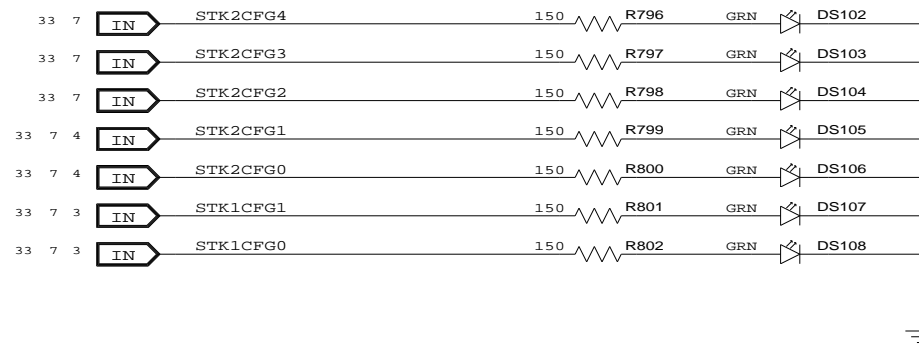 33 7 IN STK2CFG4 150 R796 GRN DS102
33 7 IN STK2CFG3 150 R797 GRN DS103
33 7 IN STK2CFG2 150 R798 GRN DS104
33 7 4 IN STK2CFG1 150 R799 GRN DS105
33 7 4 IN STK2CFG0 150 R800 GRN DS106
33 7 3 IN STK1CFG1 150 R801 GRN DS107
33 7 3 IN STK1CFG0 150 R802 GRN DS108